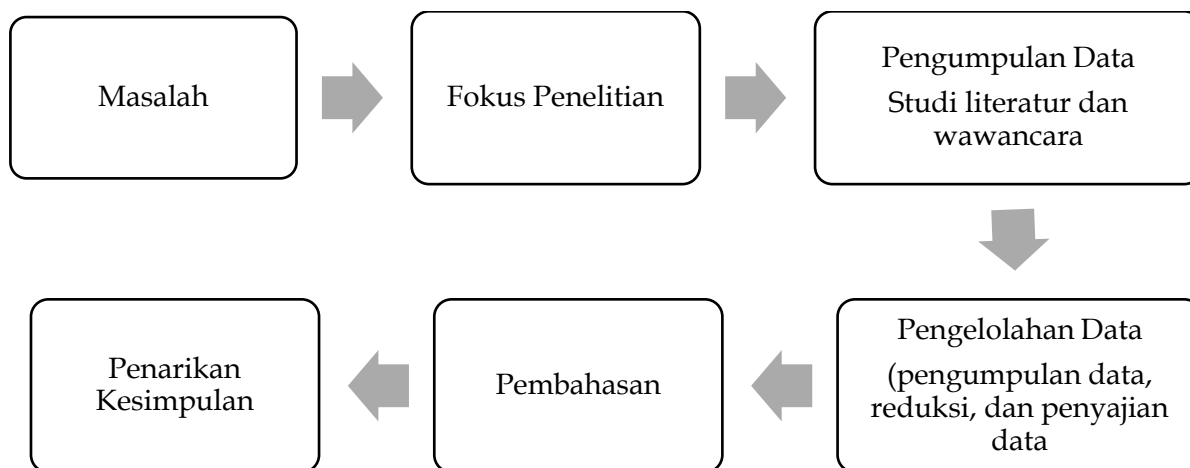 Masalah
Fokus Penelitian
Pengumpulan Data
Studi literatur dan
wawancara
Pengelolahan Data
(pengumpulan data,
reduksi, dan penyajian
data
Pembahasan
Penarikan
Kesimpulan